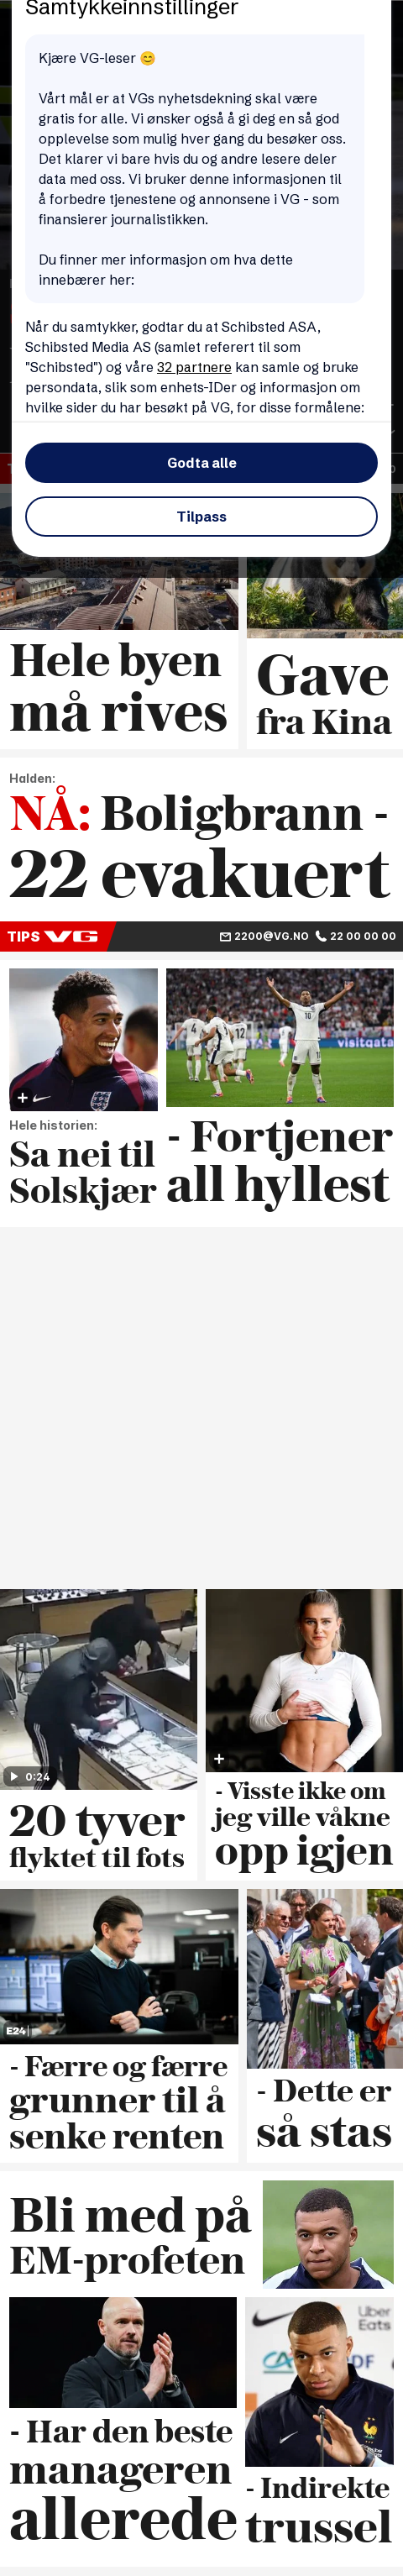 Samtykkeinnstillinger
Kjære VG-leser 😊
Vårt mål er at VGs nyhetsdekning skal være
gratis for alle. Vi ønsker også å gi deg en så god
opplevelse som mulig hver gang du besøker oss.
Det klarer vi bare hvis du og andre lesere deler
data med oss. Vi bruker denne informasjonen til
å forbedre tjenestene og annonsene i VG - som
finansierer journalistikken.
Du finner mer informasjon om hva dette
innebærer her:
Når du samtykker, godtar du at Schibsted ASA,
Schibsted Media AS (samlet referert til som
"Schibsted") og våre 32 partnere kan samle og bruke
persondata, slik som enhets-IDer og informasjon om
hvilke sider du har besøkt på VG, for disse formålene:
Godta alle
Tilpass
Hele byen
må rives
Gave
fra Kina
Halden:
NÅ: Boligbrann -
22 evakuert
TIPS VG 2200@VG.NO 22 00 00 00
visitqata
Hele historien:
Sa nei til
Solskjær
- Fortjener
all hyllest
0:24
20 tyver
flyktet til fots
- Visste ikke om
jeg ville våkne
opp igjen
E24
- Færre og færre
grunner til å
senke renten
- Dette er
så stas
Bli med på
EM-profeten
- Har den beste
manageren
allerede
Uber
Eats
- Indirekte
trussel